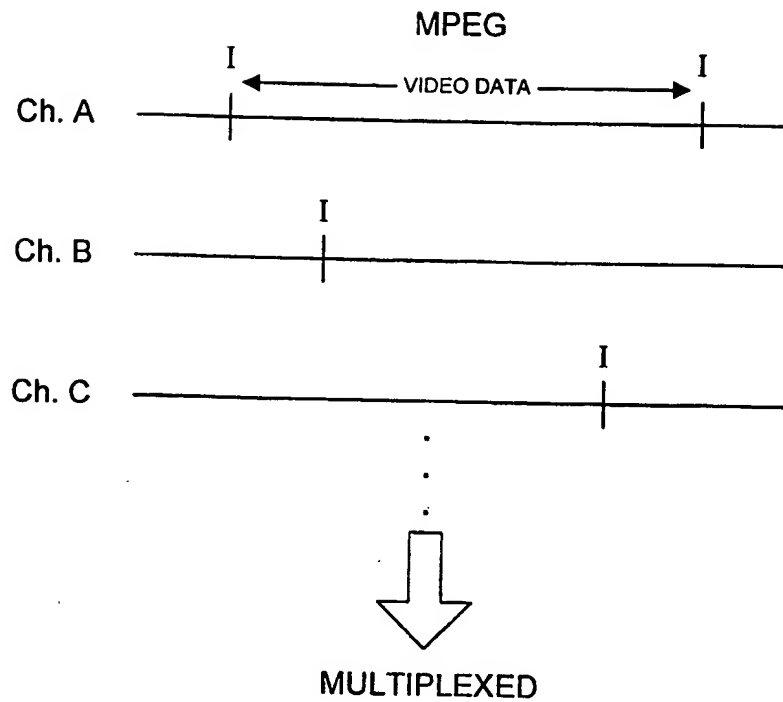 MPEG
I I
VIDEO DATA
Ch. A
I
Ch. B
I
Ch. C
MULTIPLEXED